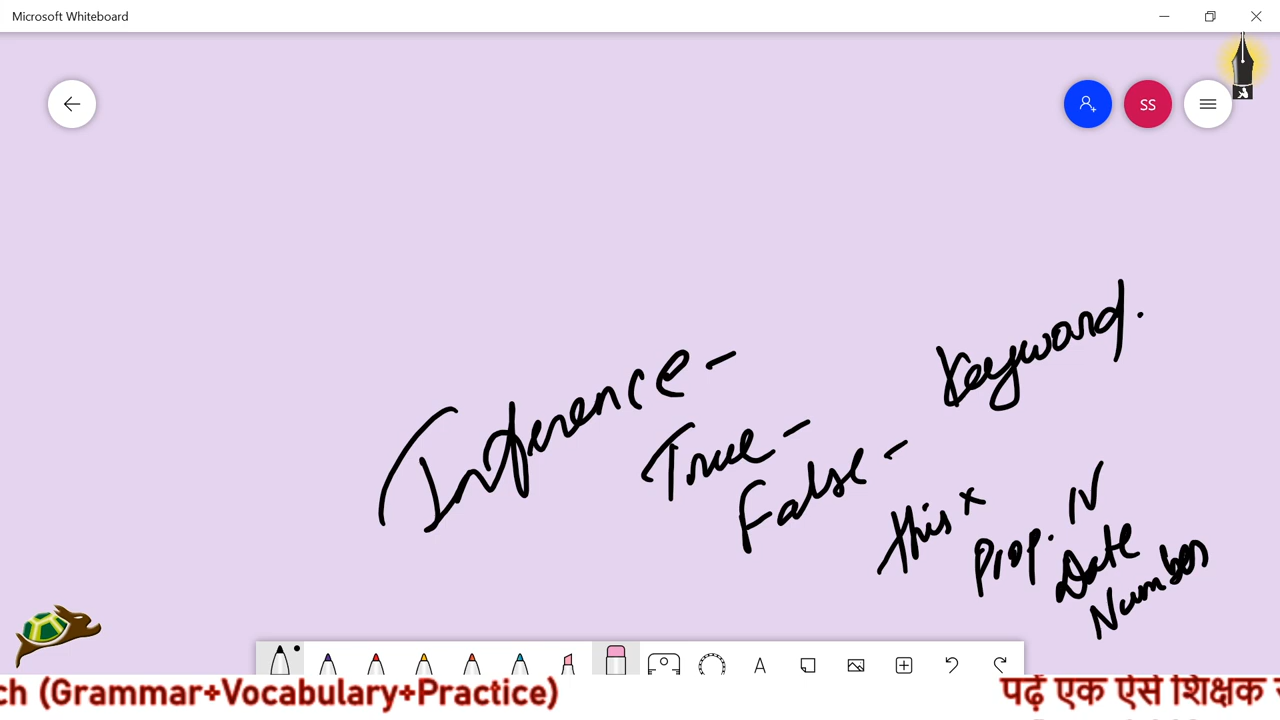 Microsoft Whiteboard
SS
Keyword.
Inference -
True -
False -
this x
Prop. N
Date
Number
A
ch (Grammar+Vocabulary+Practice)
पढ़ें एक ऐसे शिक्षक